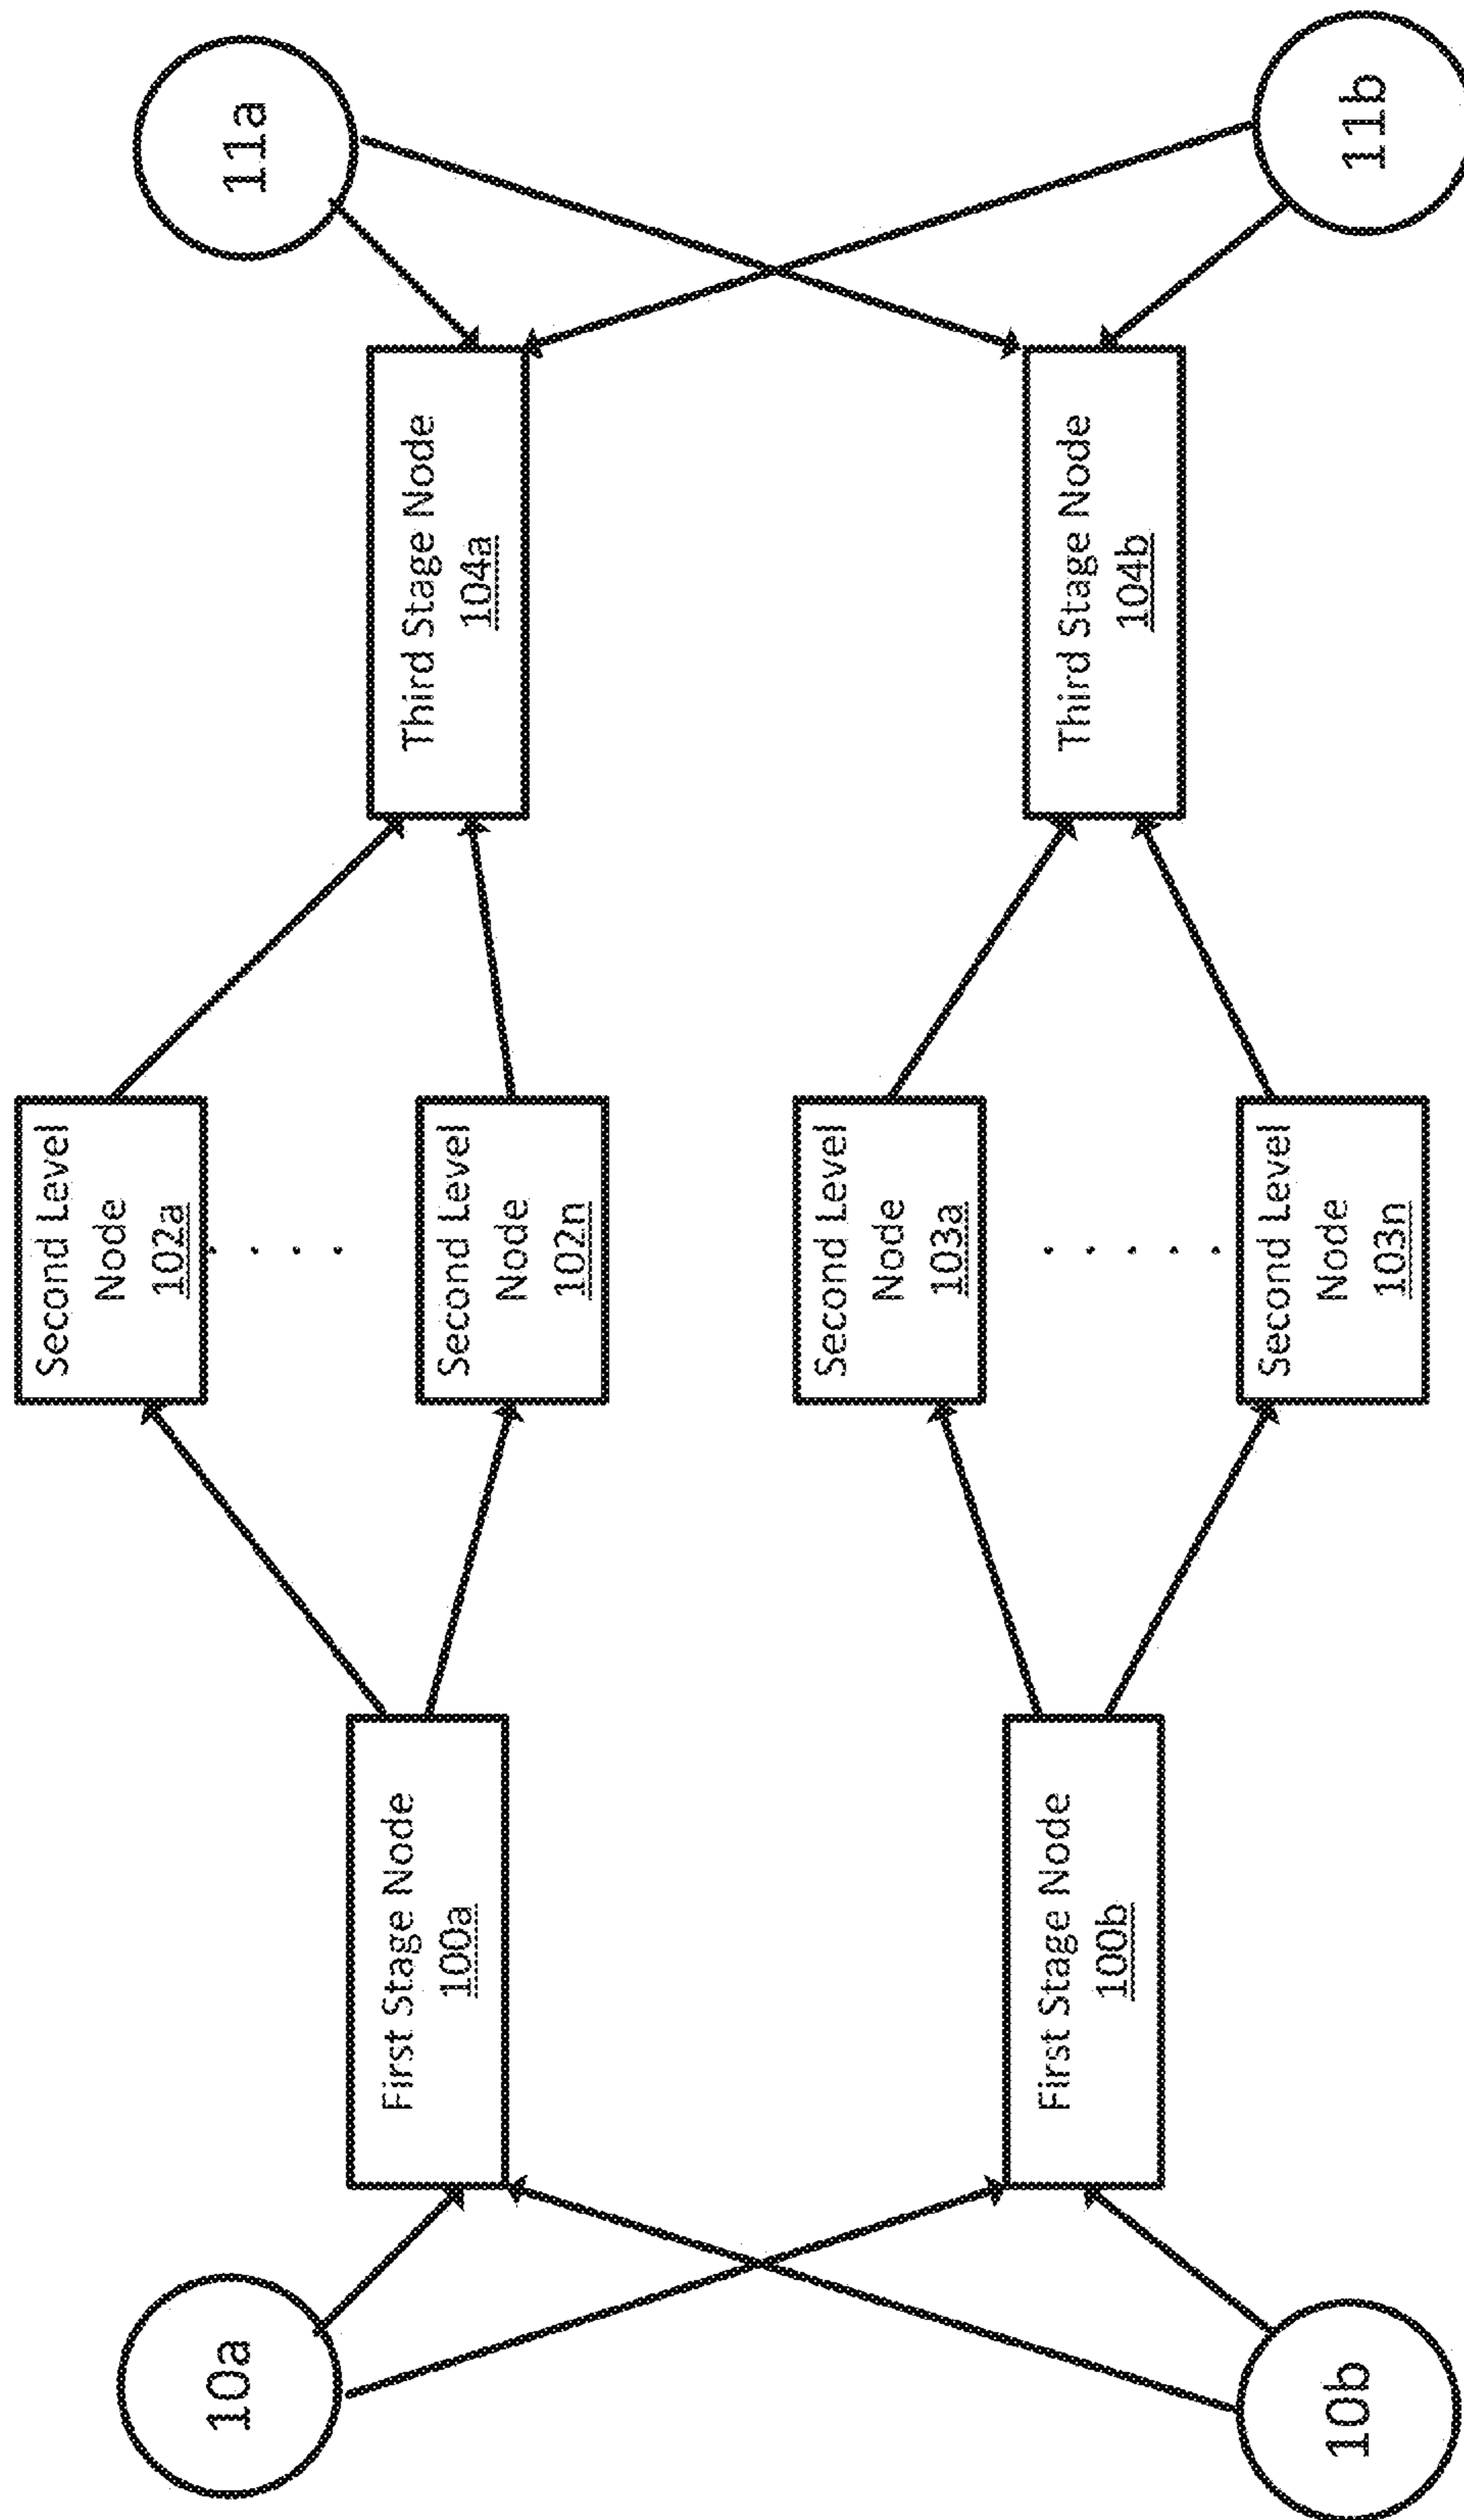 10a
10b
First Stage Node
100a
First Stage Node
100b
Second Level
Node
102a
Second Level
Node
102n
Second Level
Node
103a
Second Level
Node
103n
Third Stage Node
104a
Third Stage Node
104b
11a
11b